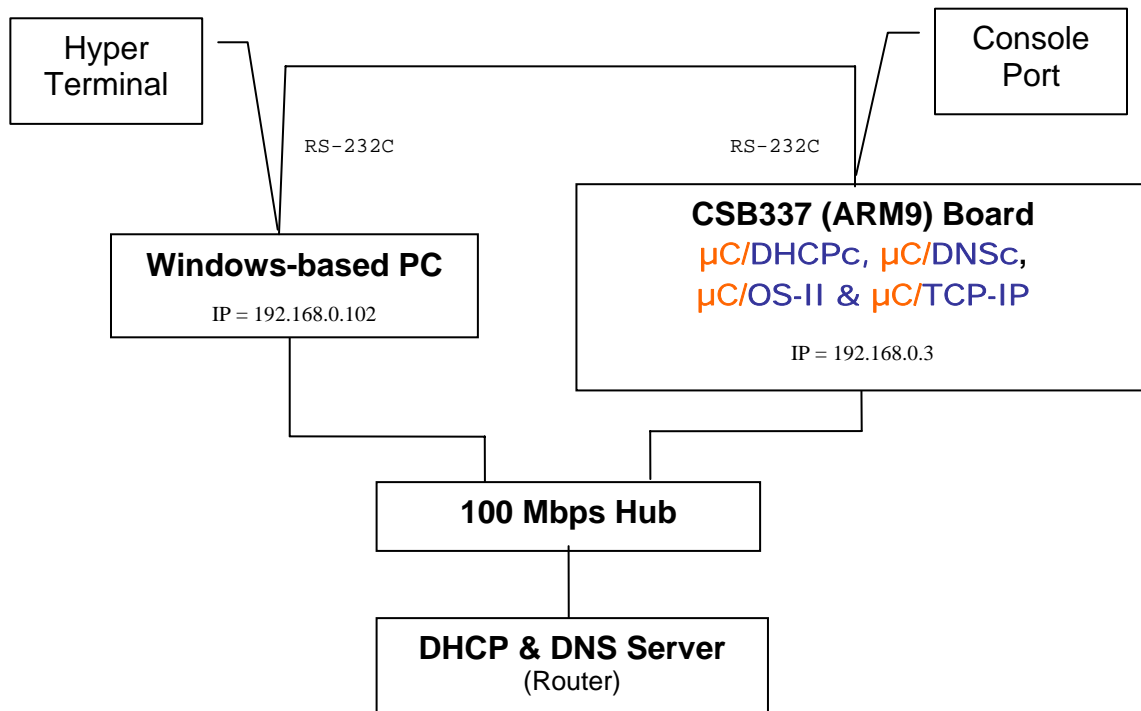 Hyper
Terminal
Console
Port
RS-232C
RS-232C
Windows-based PC
IP = 192.168.0.102
CSB337 (ARM9) Board
µC/DHCPc, µC/DNSc,
µC/OS-II & µC/TCP-IP
IP = 192.168.0.3
100 Mbps Hub
DHCP & DNS Server
(Router)